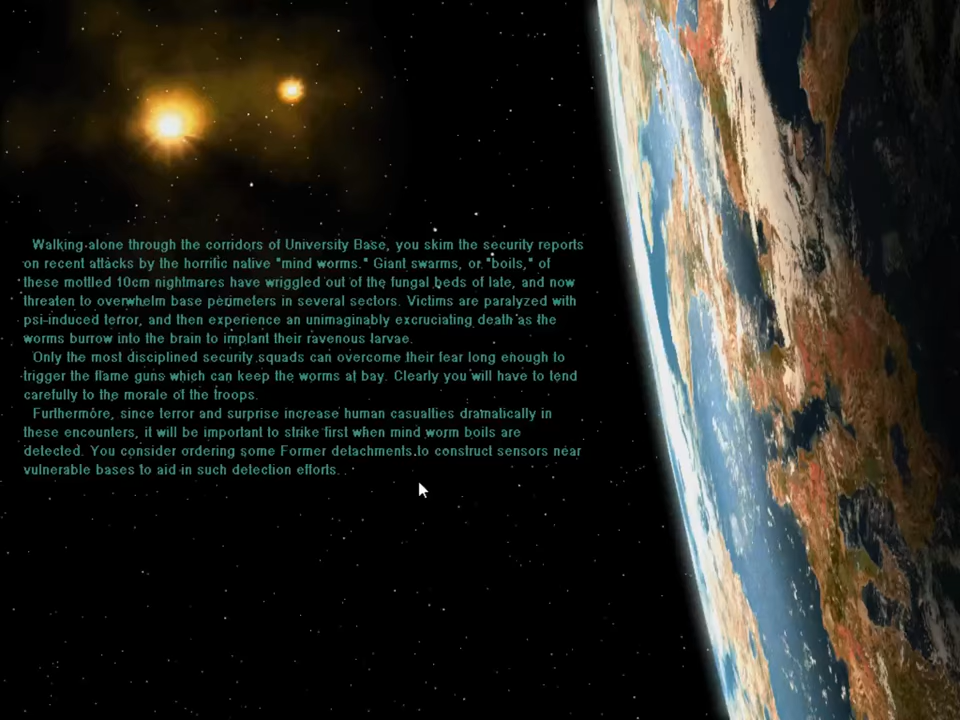 Walking alone through the corridors of University Base, you skim the security reports
on recent attacks by the horrific native "mind worms." Giant swarms, or "boils," of
these mottled 10cm nightmares have wriggled out of the fungal beds of late, and now
threaten to overwhelm base perimeters in several sectors. Victims are paralyzed with
psi-induced terror, and then experience an unimaginably excruciating death as the
worms burrow into the brain to implant their ravenous larvae.
Only the most disciplined security squads can overcome their fear long enough to
trigger the flame guns which can keep the worms at bay. Clearly you will have to tend
carefully to the morale of the troops.
Furthermore, since terror and surprise increase human casualties dramatically in
these encounters, it will be important to strike first when mind worm boils are
detected. You consider ordering some Former detachments to construct sensors near
vulnerable bases to aid in such detection efforts.